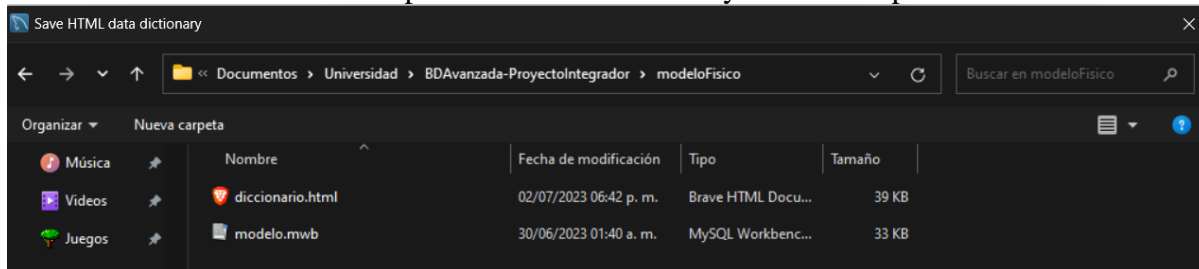 Save HTML data dictionary
« Documentos › Universidad › BDAvanzada-ProyectoIntegrador › modeloFisico
Buscar en modeloFisico
Organizar
Nueva carpeta
Nombre Fecha de modificación Tipo Tamaño
Música
diccionario.html 02/07/2023 06:42 p. m. Brave HTML Docu... 39 KB
Videos
modelo.mwb 30/06/2023 01:40 a. m. MySQL Workbenc... 33 KB
Juegos